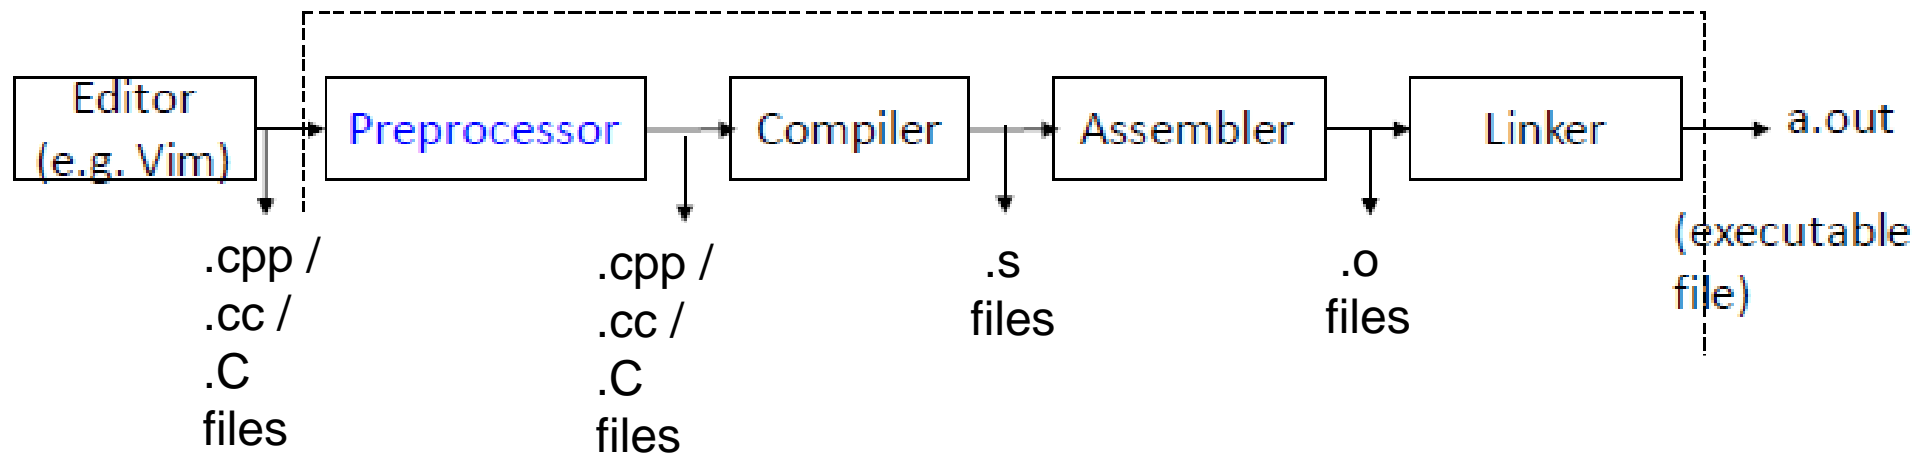 Editor
(e.g. Vim)
Preprocessor
Compiler
Assembler
Linker
a.out
(executable
file)
.cpp /
.cc /
.C
files
.cpp /
.cc /
.C
files
.s
files
.o
files